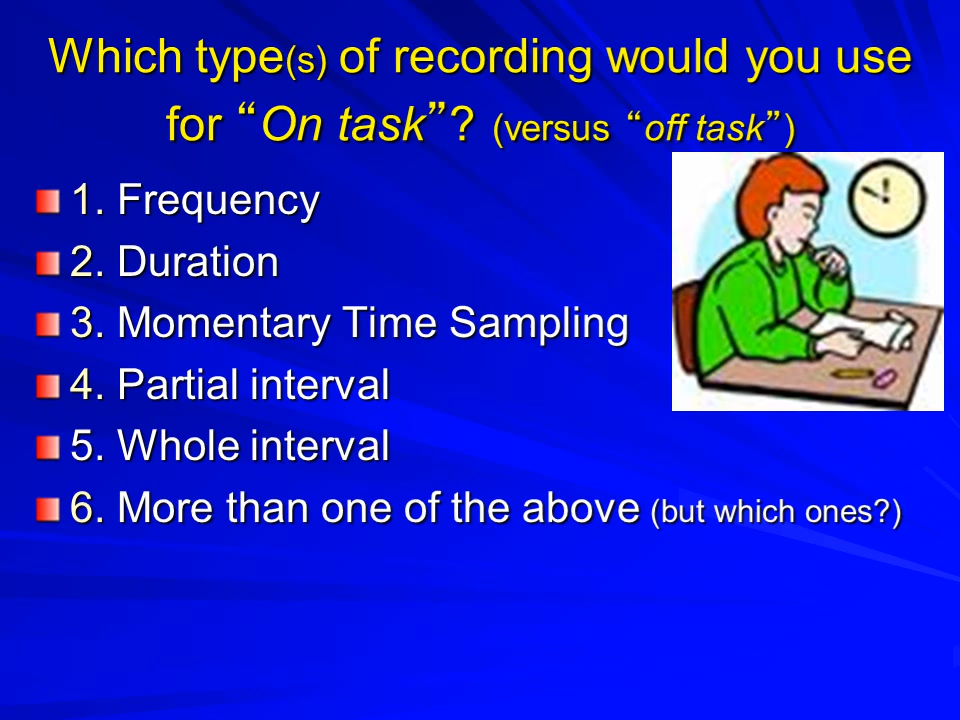 Which type(s) of recording would you use
for “On task”? (versus “off task”)
1. Frequency
2. Duration
3. Momentary Time Sampling
4. Partial interval
5. Whole interval
6. More than one of the above (but which ones?)